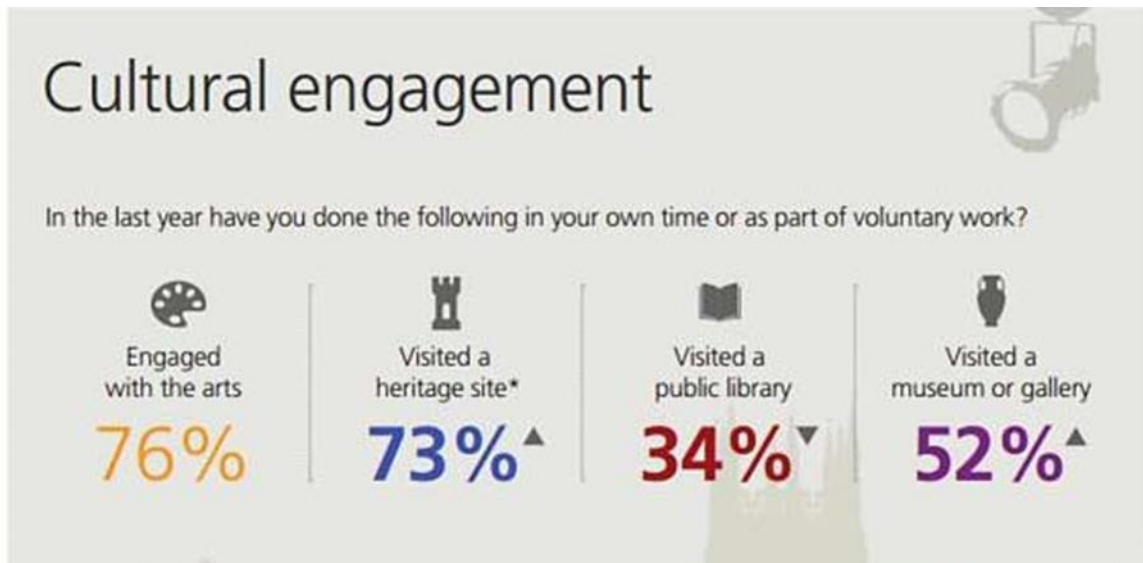 Cultural engagement
In the last year have you done the following in your own time or as part of voluntary work?
Engaged
with the arts
76%
Visited a
heritage site*
73%▲
Visited a
public library
34%▼
Visited a
museum or gallery
52%▲